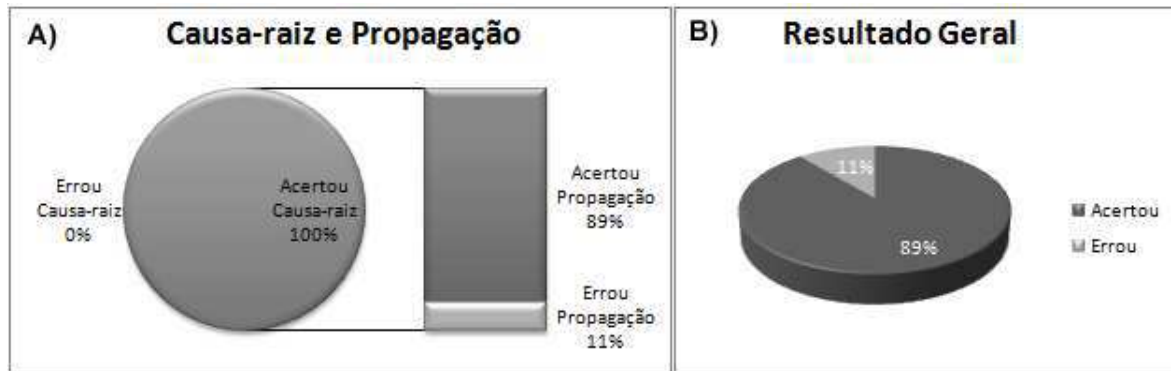 A)
Causa-raiz e Propagação
Errou
Causa-raiz
0%
Acertou
Causa-raiz
100%
Acertou
Propagação
89%
Errou
Propagação
11%
B)
Resultado Geral
11%
89%
Acertou
Errou